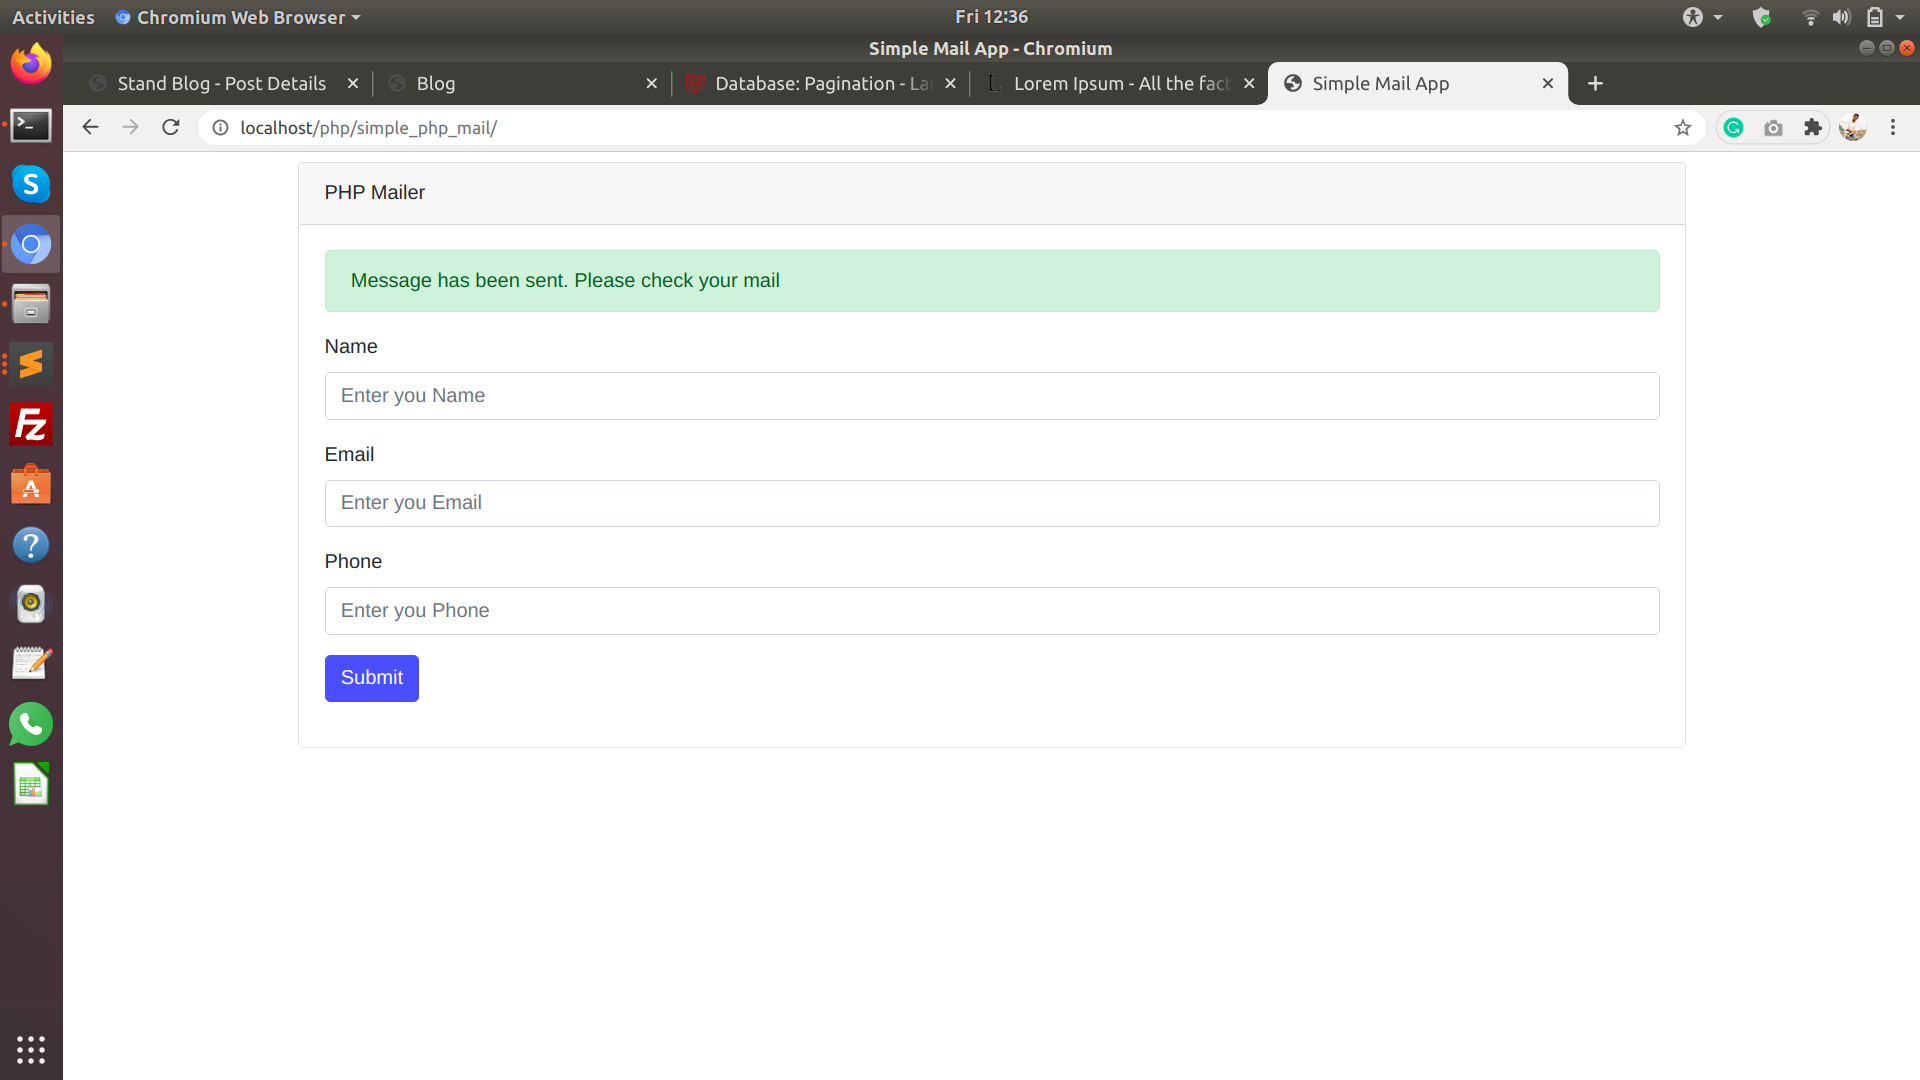 Activities
Chromium Web Browser
Fri 12:36
Simple Mail App - Chromium
Stand Blog - Post Details
Blog
Database: Pagination - La
Lorem Ipsum - All the fact
Simple Mail App
localhost/php/simple_php_mail/
PHP Mailer
Message has been sent. Please check your mail
Name
Enter you Name
Email
Enter you Email
Phone
Enter you Phone
Submit